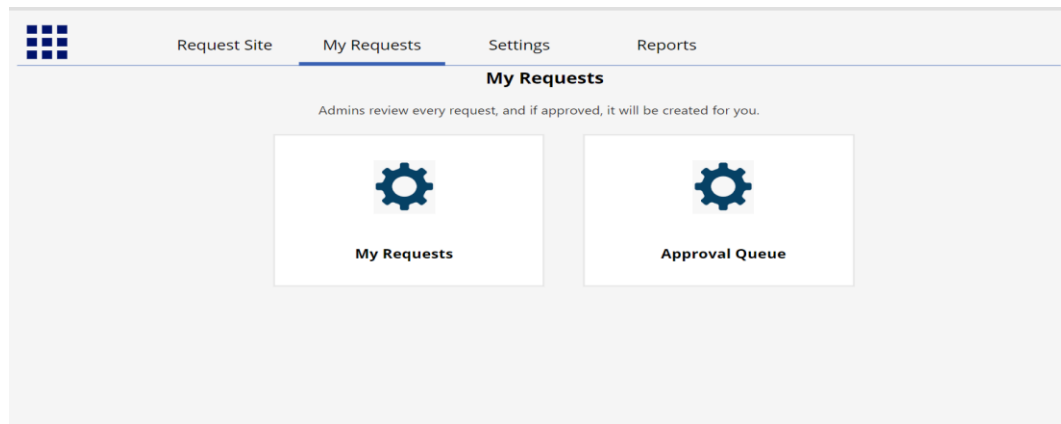 Request Site My Requests Settings Reports
My Requests
Admins review every request, and if approved, it will be created for you.
My Requests Approval Queue